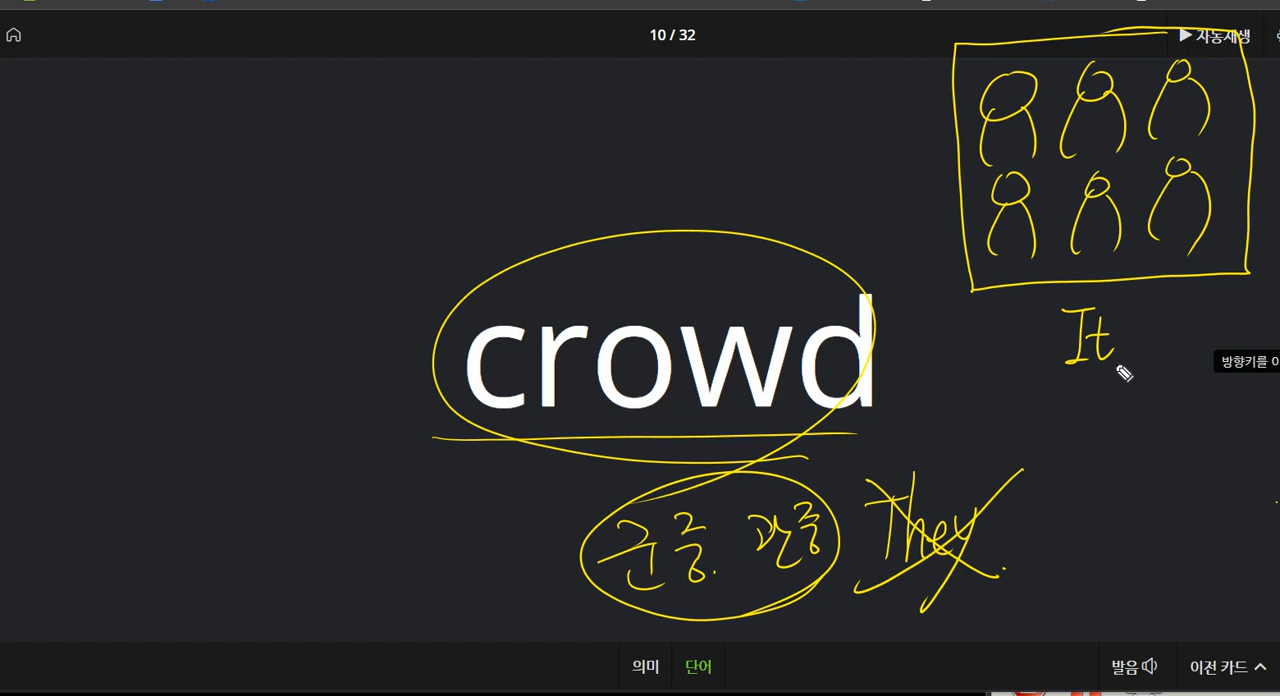 10 / 32
▶ 자동재생
crowd
It
방향키를 이
군중. 관중
They
의미
단어
발음
이전 카드